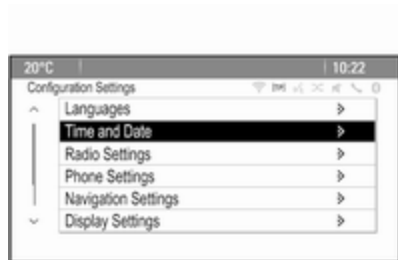 20°C 10:22
Configuration Settings
Languages
Time and Date
Radio Settings
Phone Settings
Navigation Settings
Display Settings